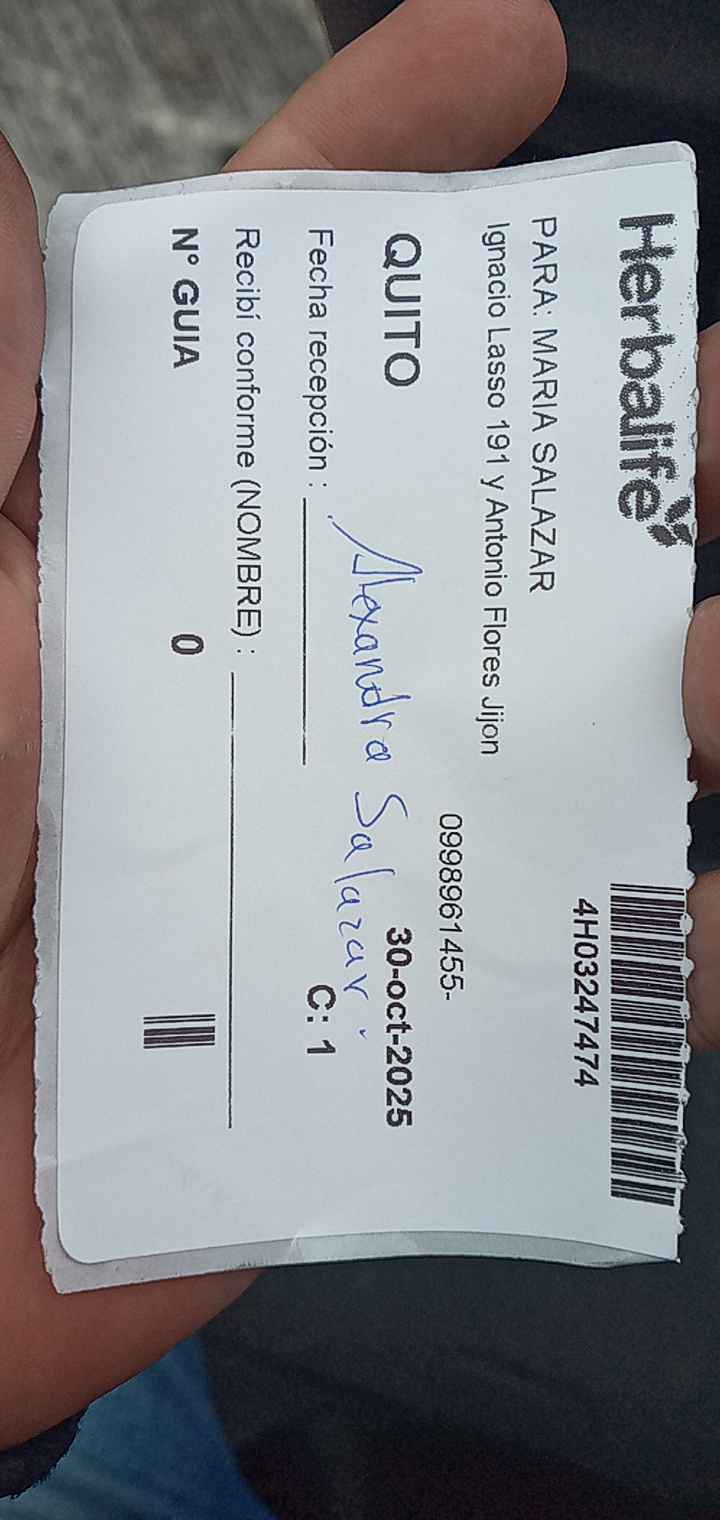 Herbalife
4H03247474
PARA: MARIA SALAZAR
Ignacio Lasso 191 y Antonio Flores Jijon
0998961455-
QUITO 30-oct-2025
Alexandra Salazar
Fecha recepción : C: 1
Recibí conforme (NOMBRE) :
N° GUIA 0